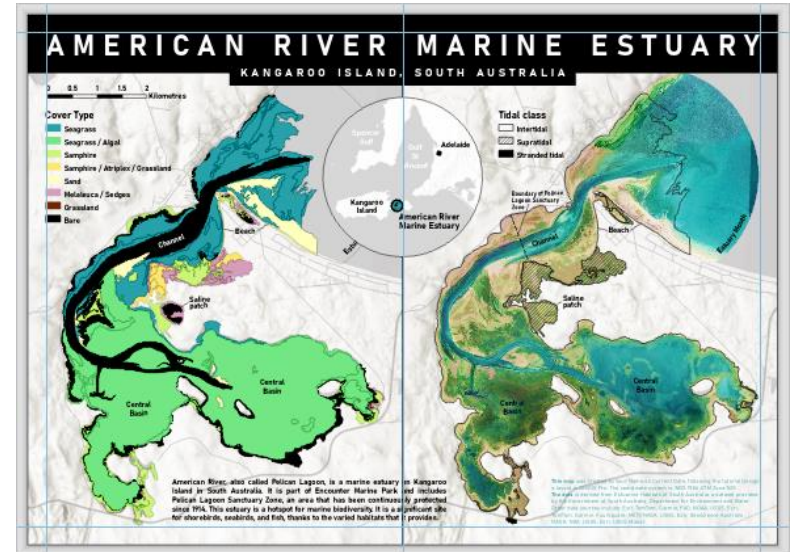 AMERICAN RIVER MARINE ESTUARY
KANGAROO ISLAND, SOUTH AUSTRALIA
0 0.5 1 1.5 2
Kilometres
Cover Type
Seagrass
Seagrass / Algal
Samphire
Samphire / Atriplex / Grassland
Sand
Melaleuca / Sedges
Grassland
Bare
Spencer
Gulf
Gulf
St
Adelaide
Kangaroo
Island
American River
Marine Estuary
Tidal class
Intertidal
Supratidal
Stranded tidal
Boundary of Pelican
Lagoon Sanctuary
Zone
Channel
Beach
Saline
patch
Central
Basin
Central
Basin
Channel
Beach
Estuary Mouth
Saline
patch
Central
Basin
Central
Basin
American River, also called Pelican Lagoon, is a marine estuary in Kangaroo
Island in South Australia. It is part of Encounter Marine Park and includes
Pelican Lagoon Sanctuary Zone, an area that has been continuously protected
since 1914. This estuary is a hotspot for marine biodiversity. It is a significant site
for shorebirds, seabirds, and fish, thanks to the varied habitats that it provides.